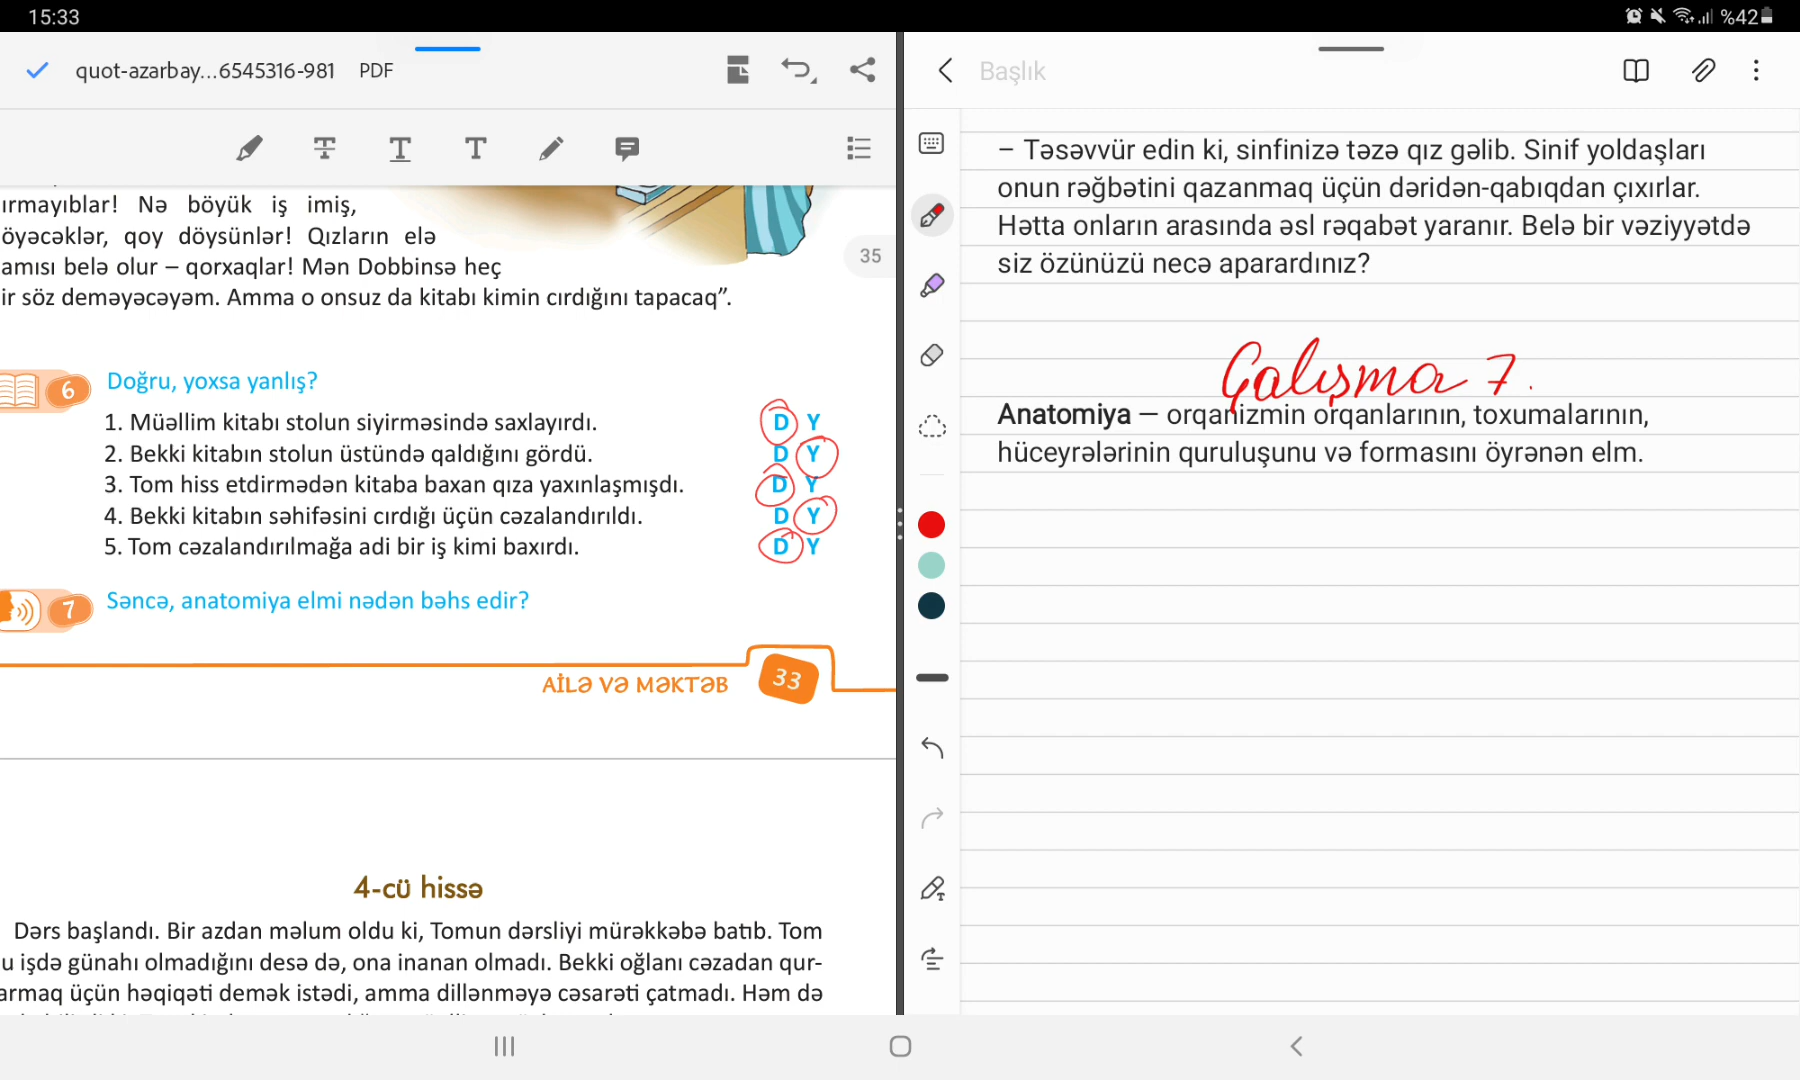 15:33
%42
quot-azarbay...6545316-981 PDF
ırmayıblar! Nə böyük iş imiş,
öyəcəklər, qoy döysünlər! Qızların elə
amısı belə olur – qorxaqlar! Mən Dobbinsə heç
ir söz deməyəcəyəm. Amma o onsuz da kitabı kimin cırdığını tapacaq”.
35
6 Doğru, yoxsa yanlış?
1. Müəllim kitabı stolun siyirməsində saxlayırdı. D Y
2. Bekki kitabın stolun üstündə qaldığını gördü. D Y
3. Tom hiss etdirmədən kitaba baxan qıza yaxınlaşmışdı. D Y
4. Bekki kitabın səhifəsini cırdığı üçün cəzalandırıldı. D Y
5. Tom cəzalandırılmağa adi bir iş kimi baxırdı. D Y
7 Səncə, anatomiya elmi nədən bəhs edir?
AİLƏ VƏ MƏKTƏB 33
4-cü hissə
Dərs başlandı. Bir azdan məlum oldu ki, Tomun dərsliyi mürəkkəbə batıb. Tom
u işdə günahı olmadığını desə də, ona inanan olmadı. Bekki oğlanı cəzadan qur-
armaq üçün həqiqəti demək istədi, amma dillənməyə cəsarəti çatmadı. Həm də
Başlık
– Təsəvvür edin ki, sinfinizə təzə qız gəlib. Sinif yoldaşları
onun rəğbətini qazanmaq üçün dəridən-qabıqdan çıxırlar.
Hətta onların arasında əsl rəqabət yaranır. Belə bir vəziyyətdə
siz özünüzü necə aparardınız?
Çalışma 7.
Anatomiya — orqanizmin orqanlarının, toxumalarının,
hüceyrələrinin quruluşunu və formasını öyrənən elm.